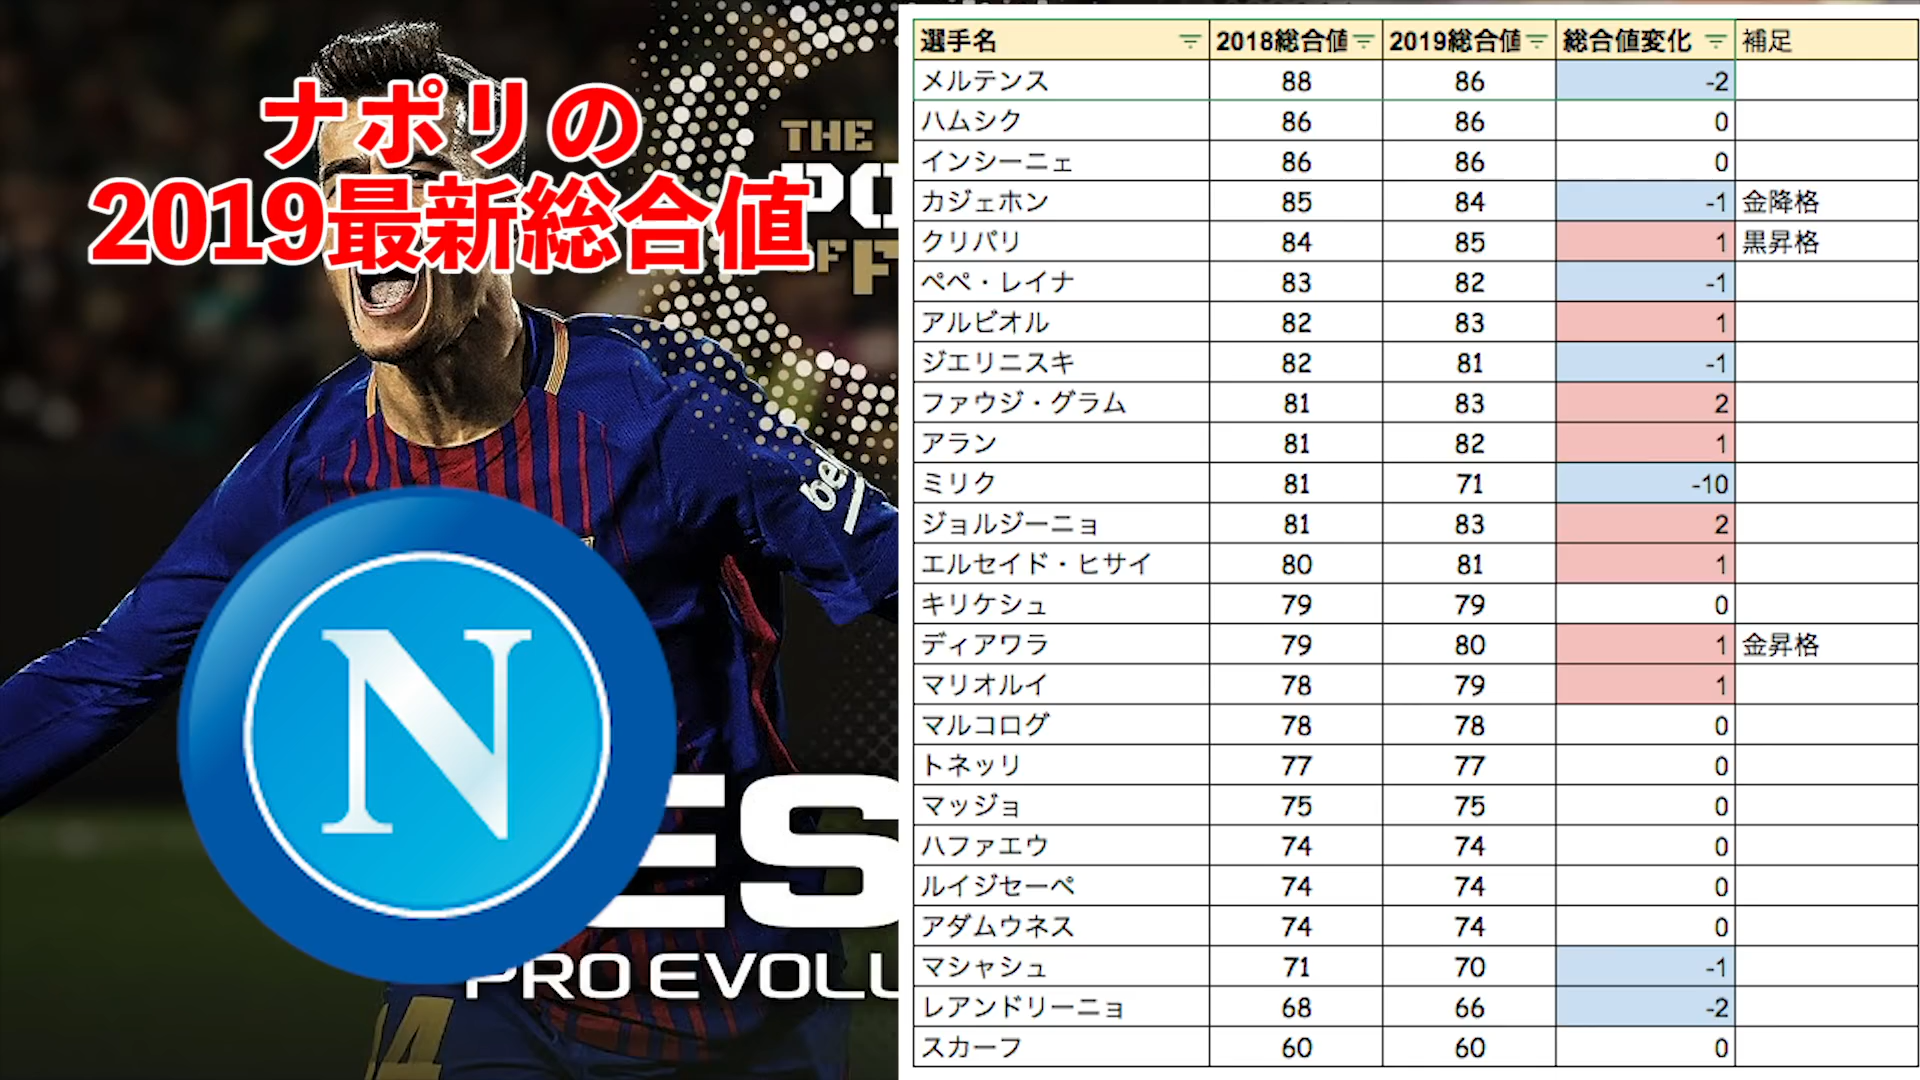 ナポリの
2019最新総合値
THE
OF F
beko
N
ES
PRO EVOLU
14
選手名 2018総合値 2019総合値 総合値変化 補足
メルテンス 88 86 -2
ハムシク 86 86 0
インシーニェ 86 86 0
カジェホン 85 84 -1 金降格
クリバリ 84 85 1 黒昇格
ペペ・レイナ 83 82 -1
アルビオル 82 83 1
ジエリニスキ 82 81 -1
ファウジ・グラム 81 83 2
アラン 81 82 1
ミリク 81 71 -10
ジョルジーニョ 81 83 2
エルセイド・ヒサイ 80 81 1
キリケシュ 79 79 0
ディアワラ 79 80 1 金昇格
マリオルイ 78 79 1
マルコログ 78 78 0
トネッリ 77 77 0
マッジョ 75 75 0
ハファエウ 74 74 0
ルイジセーペ 74 74 0
アダムウネス 74 74 0
マシャシュ 71 70 -1
レアンドリーニョ 68 66 -2
スカーフ 60 60 0